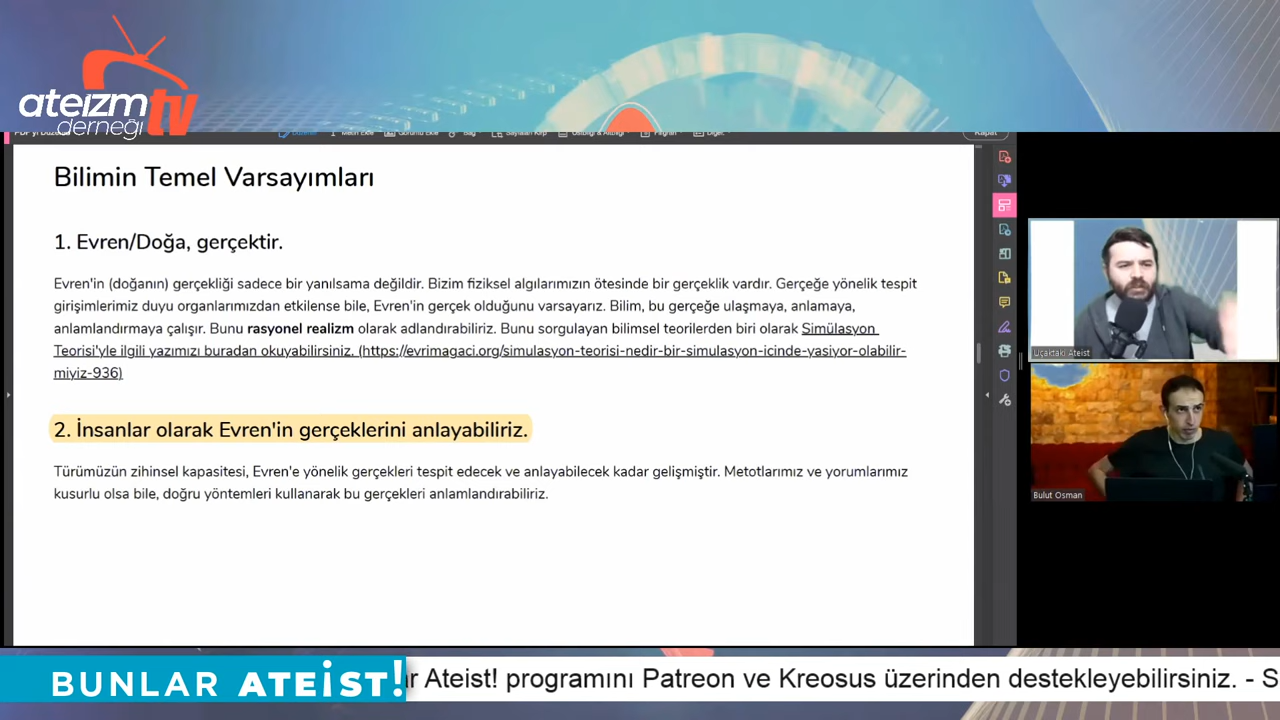 ateizm tv
derneği
Bilimin Temel Varsayımları
1. Evren/Doğa, gerçektir.
Evren'in (doğanın) gerçekliği sadece bir yanılsama değildir. Bizim fiziksel algılarımızın ötesinde bir gerçeklik vardır. Gerçeğe yönelik tespit
girişimlerimiz duyu organlarımızdan etkilense bile, Evren'in gerçek olduğunu varsayarız. Bilim, bu gerçeğe ulaşmaya, anlamaya,
anlamlandırmaya çalışır. Bunu rasyonel realizm olarak adlandırabiliriz. Bunu sorgulayan bilimsel teorilerden biri olarak Simülasyon
Teorisi'yle ilgili yazımızı buradan okuyabilirsiniz. (https://evrimagaci.org/simulasyon-teorisi-nedir-bir-simulasyon-icinde-yasiyor-olabilir-
miyiz-936)
2. İnsanlar olarak Evren'in gerçeklerini anlayabiliriz.
Türümüzün zihinsel kapasitesi, Evren'e yönelik gerçekleri tespit edecek ve anlayabilecek kadar gelişmiştir. Metotlarımız ve yorumlarımız
kusurlu olsa bile, doğru yöntemleri kullanarak bu gerçekleri anlamlandırabiliriz.
Uçaktaki Ateist
Bulut Osman
BUNLAR ATEİST!
r Ateist! programını Patreon ve Kreosus üzerinden destekleyebilirsiniz. - S